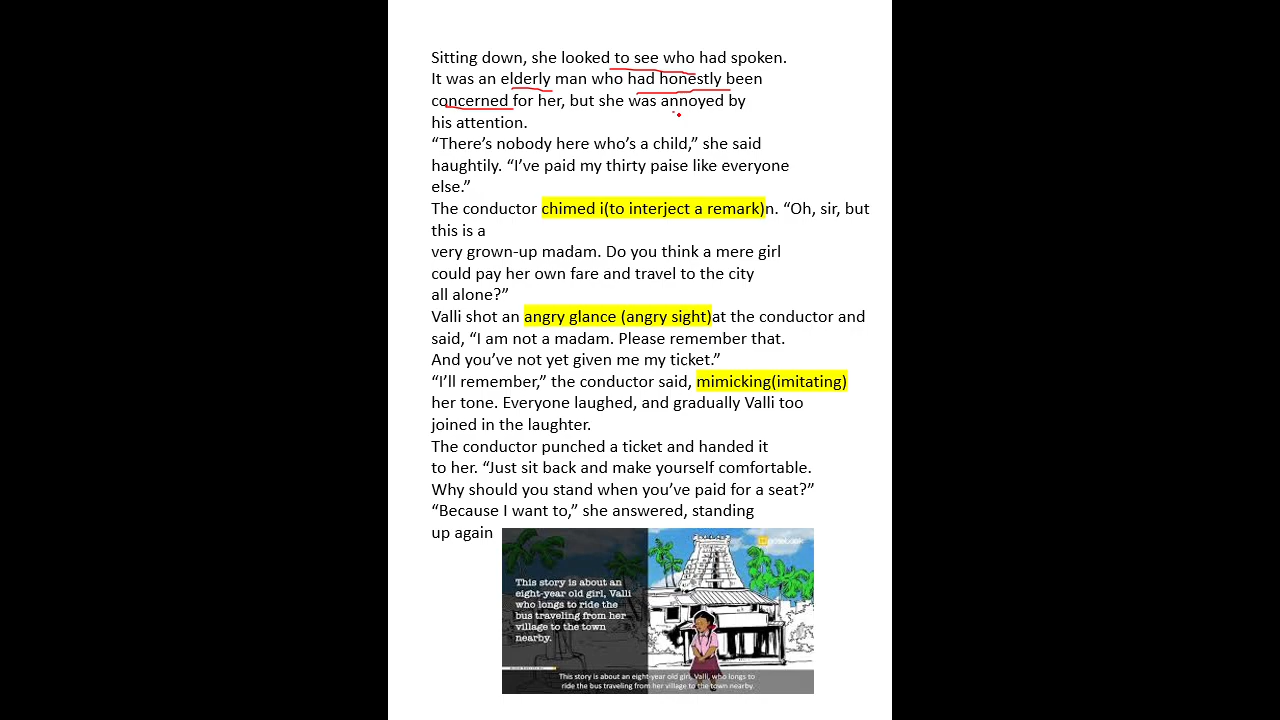 Sitting down, she looked to see who had spoken.
It was an elderly man who had honestly been
concerned for her, but she was annoyed by
his attention.
“There’s nobody here who’s a child,” she said
haughtily. “I’ve paid my thirty paise like everyone
else.”
The conductor chimed i(to interject a remark)n. “Oh, sir, but
this is a
very grown-up madam. Do you think a mere girl
could pay her own fare and travel to the city
all alone?”
Valli shot an angry glance (angry sight)at the conductor and
said, “I am not a madam. Please remember that.
And you’ve not yet given me my ticket.”
“I’ll remember,” the conductor said, mimicking(imitating)
her tone. Everyone laughed, and gradually Valli too
joined in the laughter.
The conductor punched a ticket and handed it
to her. “Just sit back and make yourself comfortable.
Why should you stand when you’ve paid for a seat?”
“Because I want to,” she answered, standing
up again
This story is about an
eight-year old girl, Valli
who longs to ride the
bus traveling from her
village to the town
nearby.
This story is about an eight-year old girl, Valli, who longs to
ride the bus traveling from her village to the town nearby.